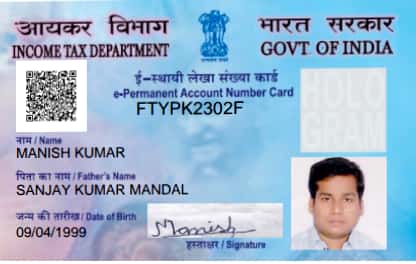 आयकर विभाग
INCOME TAX DEPARTMENT
भारत सरकार
GOVT. OF INDIA
ई-स्थायी लेखा संख्या कार्ड
e-Permanent Account Number Card
FTYPK2302F
HOLO
GRAM
नाम / Name
MANISH KUMAR
पिता का नाम / Father's Name
SANJAY KUMAR MANDAL
जन्म की तारीख / Date of Birth
09/04/1999
Manish
हस्ताक्षर / Signature